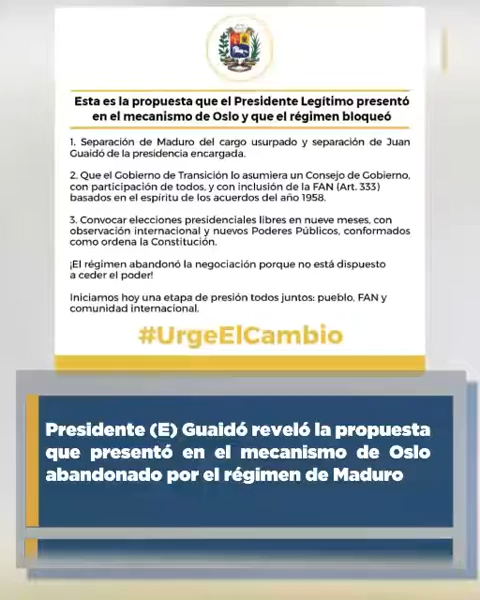 Esta es la propuesta que el Presidente Legítimo presentó
en el mecanismo de Oslo y que el régimen bloqueó
1. Separación de Maduro del cargo usurpado y separación de Juan
Guaidó de la presidencia encargada.
2. Que el Gobierno de Transición lo asumiera un Consejo de Gobierno,
con participación de todos, y con inclusión de la FAN (Art. 333)
basados en el espíritu de los acuerdos del año 1958.
3. Convocar elecciones presidenciales libres en nueve meses, con
observación internacional y nuevos Poderes Públicos, conformados
como ordena la Constitución.
¡El régimen abandonó la negociación porque no está dispuesto
a ceder el poder!
Iniciamos hoy una etapa de presión todos juntos: pueblo, FAN y
comunidad internacional.
#UrgeElCambio
Presidente (E) Guaidó reveló la propuesta
que presentó en el mecanismo de Oslo
abandonado por el régimen de Maduro